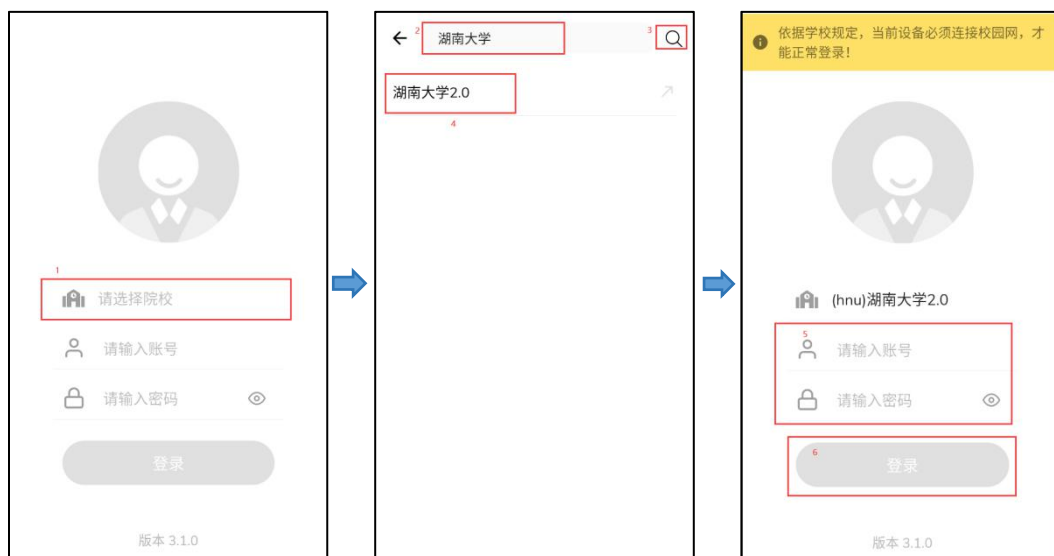 1
请选择院校
请输入账号
请输入密码
登录
版本 3.1.0
2
湖南大学
3
湖南大学2.0
4
依据学校规定，当前设备必须连接校园网，才
能正常登录！
(hnu)湖南大学2.0
5
请输入账号
请输入密码
6
登录
版本 3.1.0